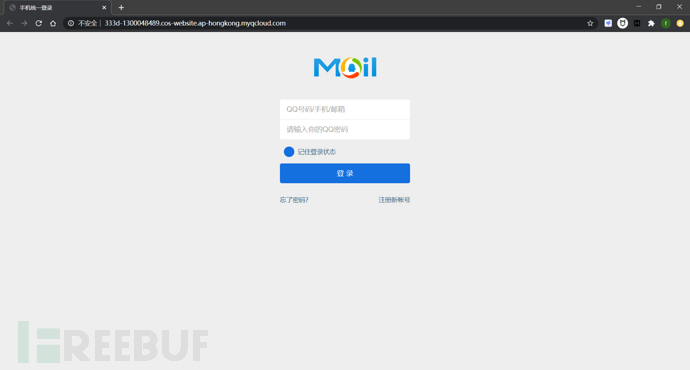 手机统一登录
不安全 | 333d-1300048489.cos-website.ap-hongkong.myqcloud.com
Mail
QQ号码/手机/邮箱
请输入你的QQ密码
记住登录状态
登 录
忘了密码?
注册新帐号
FREEBUF